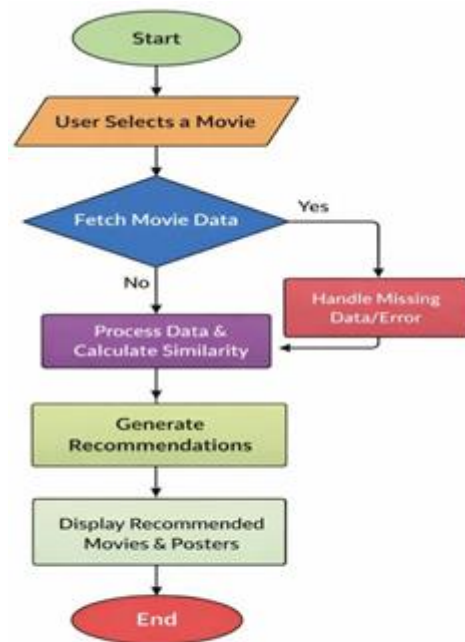 Start
User Selects a Movie
Fetch Movie Data
Yes
No
Handle Missing
Data/Error
Process Data &
Calculate Similarity
Generate
Recommendations
Display Recommended
Movies & Posters
End